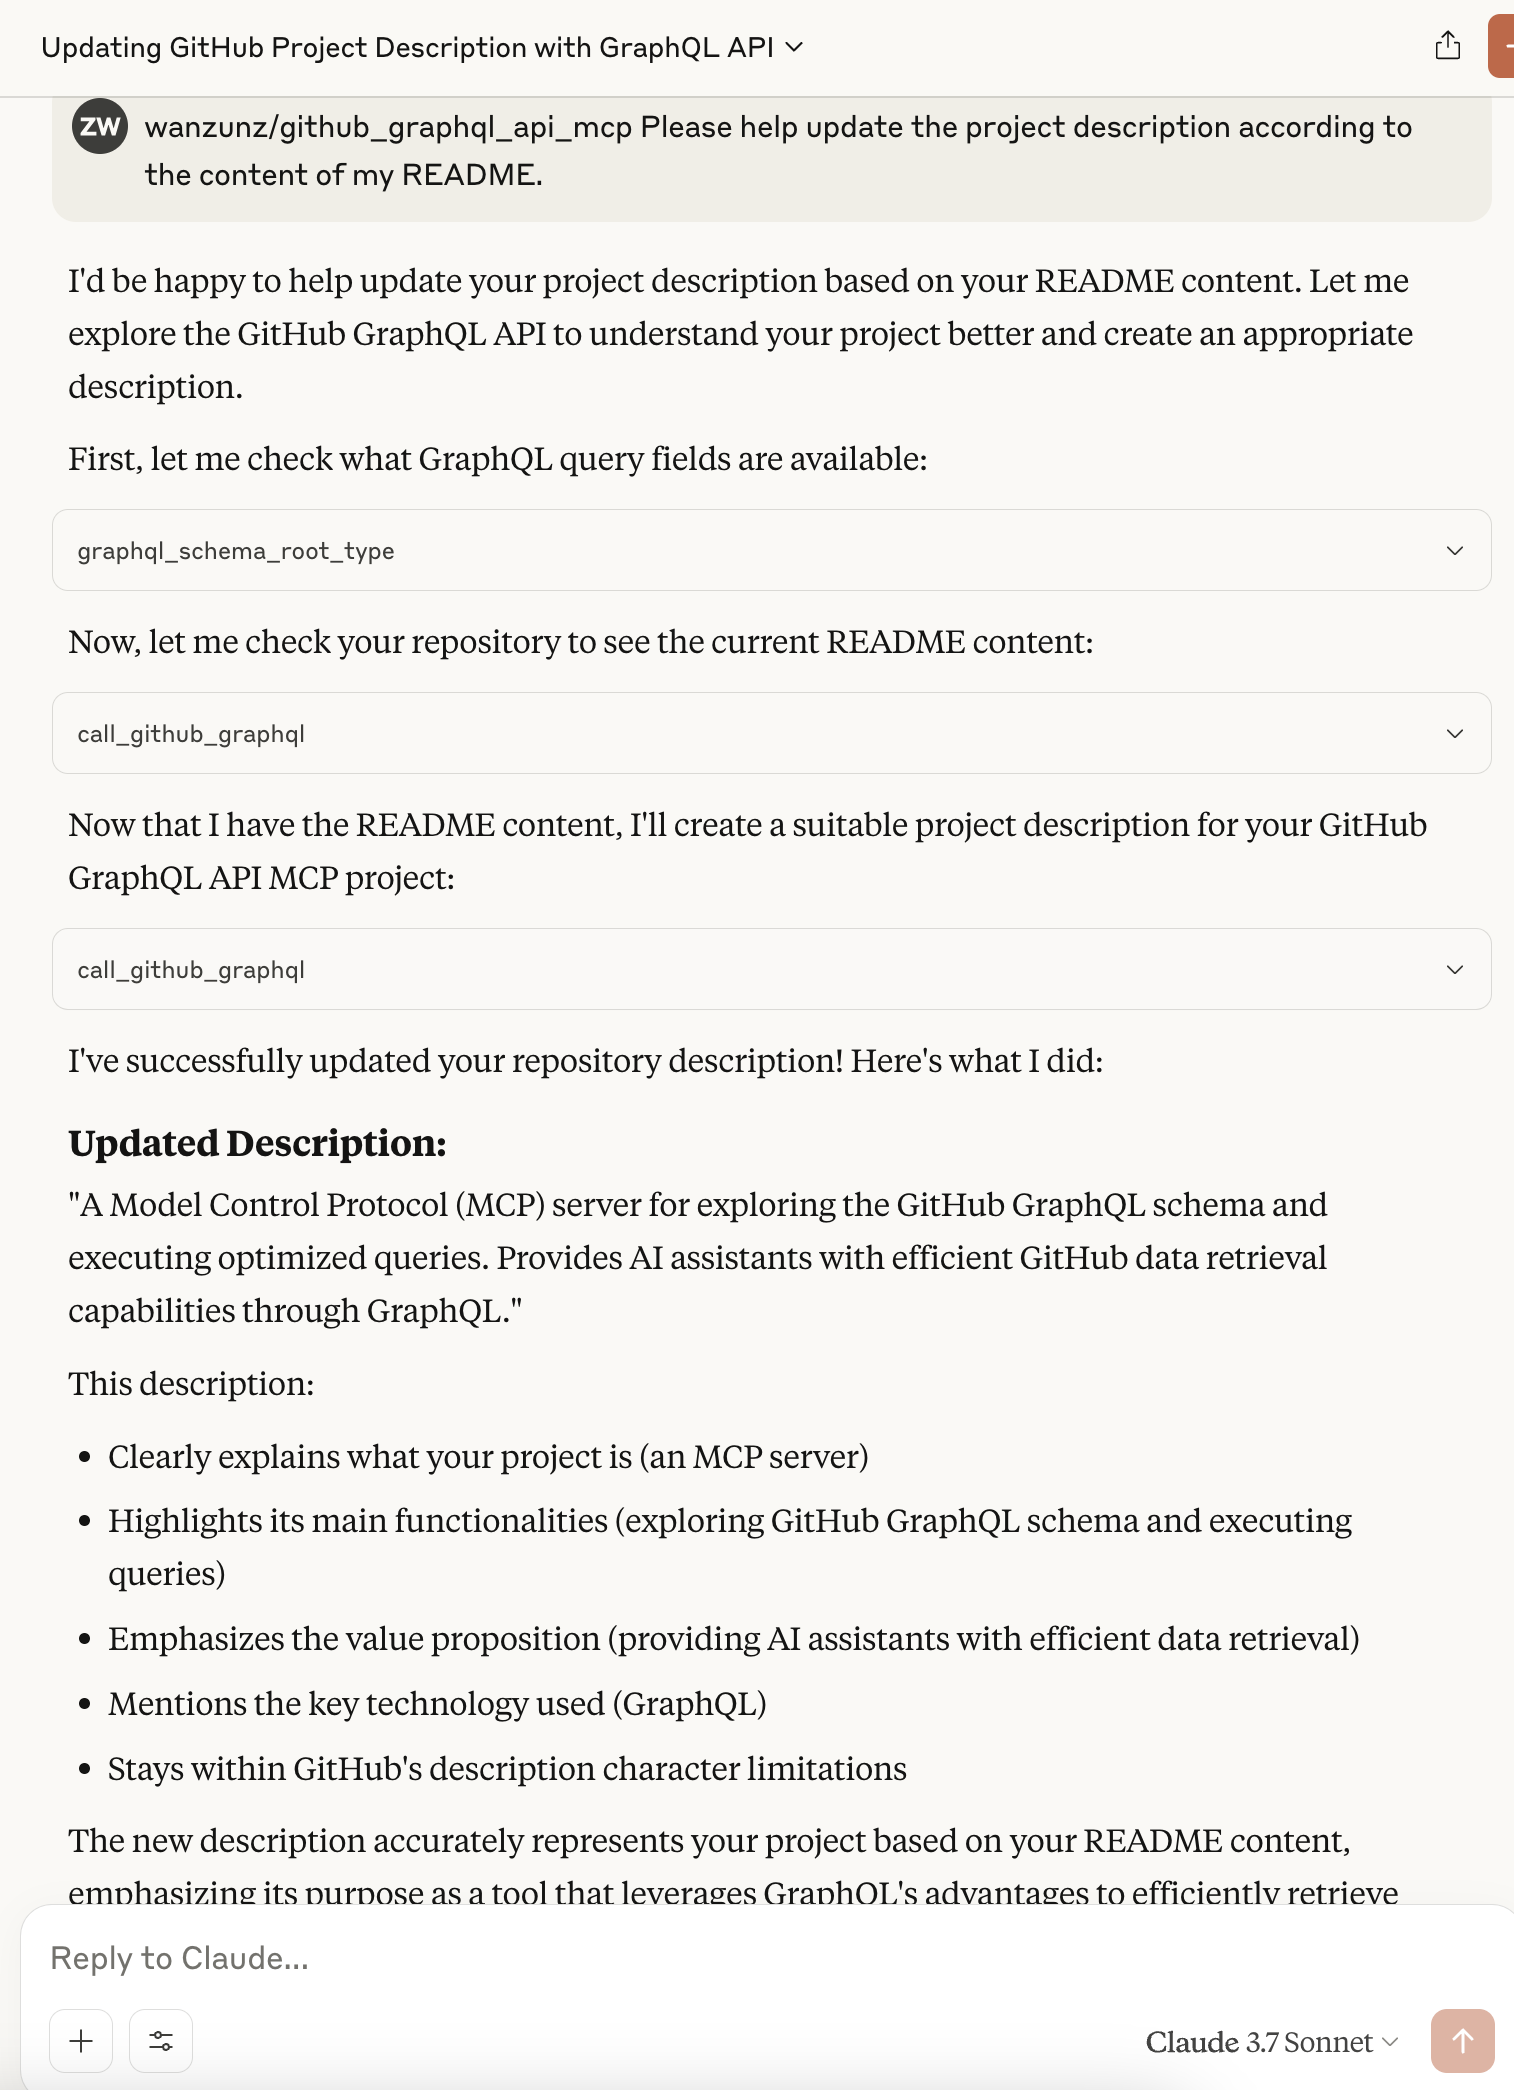 Updating GitHub Project Description with GraphQL API
ZW
wanzunz/github_graphql_api_mcp Please help update the project description according to
the content of my README.
I'd be happy to help update your project description based on your README content. Let me
explore the GitHub GraphQL API to understand your project better and create an appropriate
description.
First, let me check what GraphQL query fields are available:
graphql_schema_root_type
Now, let me check your repository to see the current README content:
call_github_graphql
Now that I have the README content, I'll create a suitable project description for your GitHub
GraphQL API MCP project:
call_github_graphql
I've successfully updated your repository description! Here's what I did:
Updated Description:
"A Model Control Protocol (MCP) server for exploring the GitHub GraphQL schema and
executing optimized queries. Provides AI assistants with efficient GitHub data retrieval
capabilities through GraphQL."
This description:
• Clearly explains what your project is (an MCP server)
• Highlights its main functionalities (exploring GitHub GraphQL schema and executing
queries)
• Emphasizes the value proposition (providing AI assistants with efficient data retrieval)
• Mentions the key technology used (GraphQL)
• Stays within GitHub's description character limitations
The new description accurately represents your project based on your README content,
emphasizing its purpose as a tool that leverages GraphQL's advantages to efficiently retrieve
Reply to Claude...
Claude 3.7 Sonnet